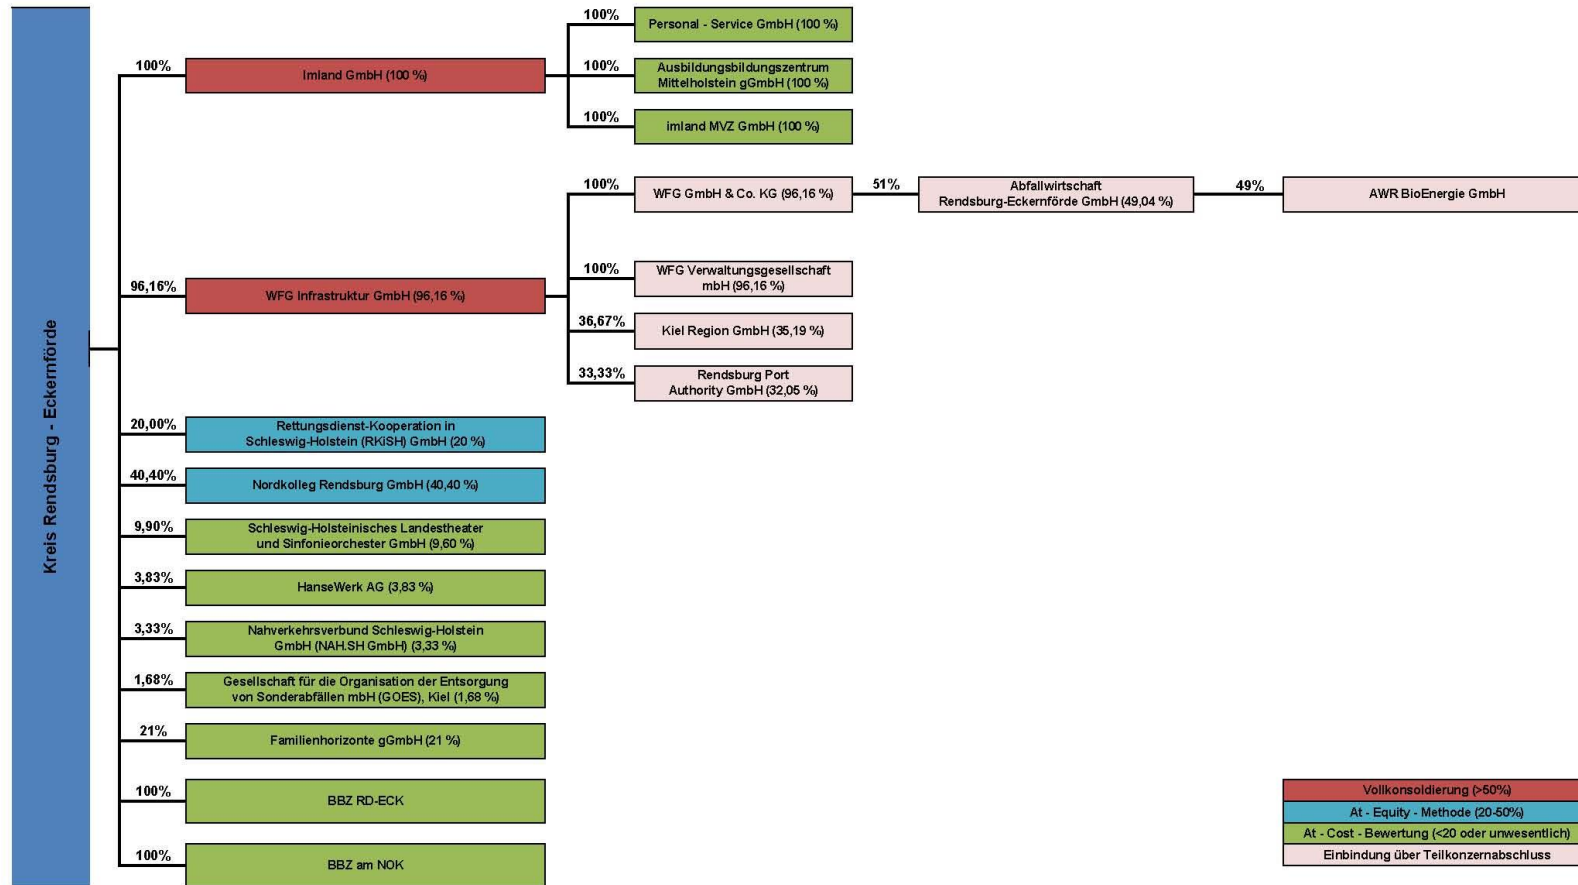 Kreis Rendsburg - Eckernförde
100%
Imland GmbH (100 %)
100%
Personal - Service GmbH (100 %)
100%
Ausbildungsbildungszentrum
Mittelholstein gGmbH (100 %)
100%
imland MVZ GmbH (100 %)
96,16%
WFG Infrastruktur GmbH (96,16 %)
100%
WFG GmbH & Co. KG (96,16 %)
51%
Abfallwirtschaft
Rendsburg-Eckernförde GmbH (49,04 %)
49%
AWR BioEnergie GmbH
100%
WFG Verwaltungsgesellschaft
mbH (96,16 %)
36,67%
Kiel Region GmbH (35,19 %)
33,33%
Rendsburg Port
Authority GmbH (32,05 %)
20,00%
Rettungsdienst-Kooperation in
Schleswig-Holstein (RKiSH) GmbH (20 %)
40,40%
Nordkolleg Rendsburg GmbH (40,40 %)
9,90%
Schleswig-Holsteinisches Landestheater
und Sinfonieorchester GmbH (9,60 %)
3,83%
HanseWerk AG (3,83 %)
3,33%
Nahverkehrsverbund Schleswig-Holstein
GmbH (NAH.SH GmbH) (3,33 %)
1,68%
Gesellschaft für die Organisation der Entsorgung
von Sonderabfällen mbH (GOES), Kiel (1,68 %)
21%
Familienhorizonte gGmbH (21 %)
100%
BBZ RD-ECK
100%
BBZ am NOK
Vollkonsoldierung (>50%)
At - Equity - Methode (20-50%)
At - Cost - Bewertung (<20 oder unwesentlich)
Einbindung über Teilkonzernabschluss